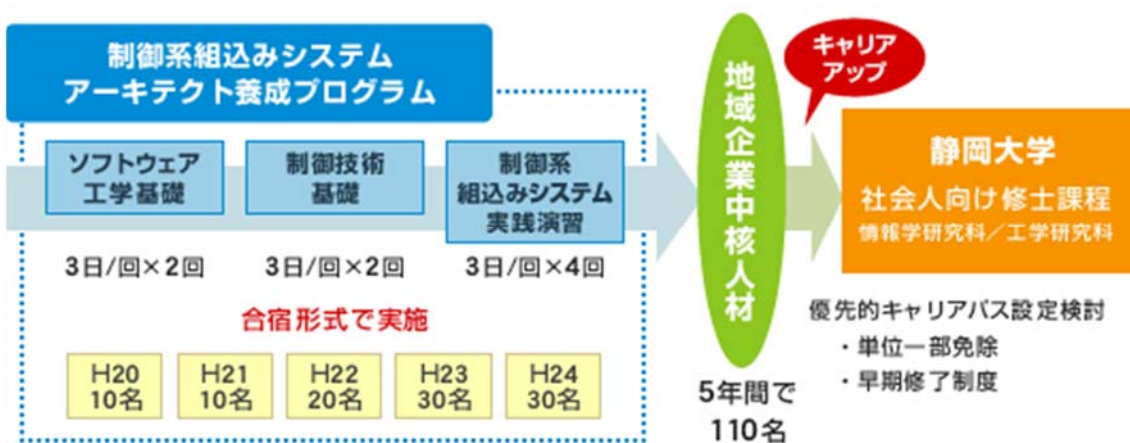 制御系組込みシステム
アーキテクト養成プログラム
ソフトウェア
工学基礎
制御技術
基礎
制御系
組込みシステム
実践演習
3日/回×2回
3日/回×2回
3日/回×4回
合宿形式で実施
H20
10名
H21
10名
H22
20名
H23
30名
H24
30名
地域企業中核人材
5年間で
110名
キャリア
アップ
静岡大学
社会人向け修士課程
情報学研究科/工学研究科
優先的キャリアパス設定検討
・単位一部免除
・早期修了制度